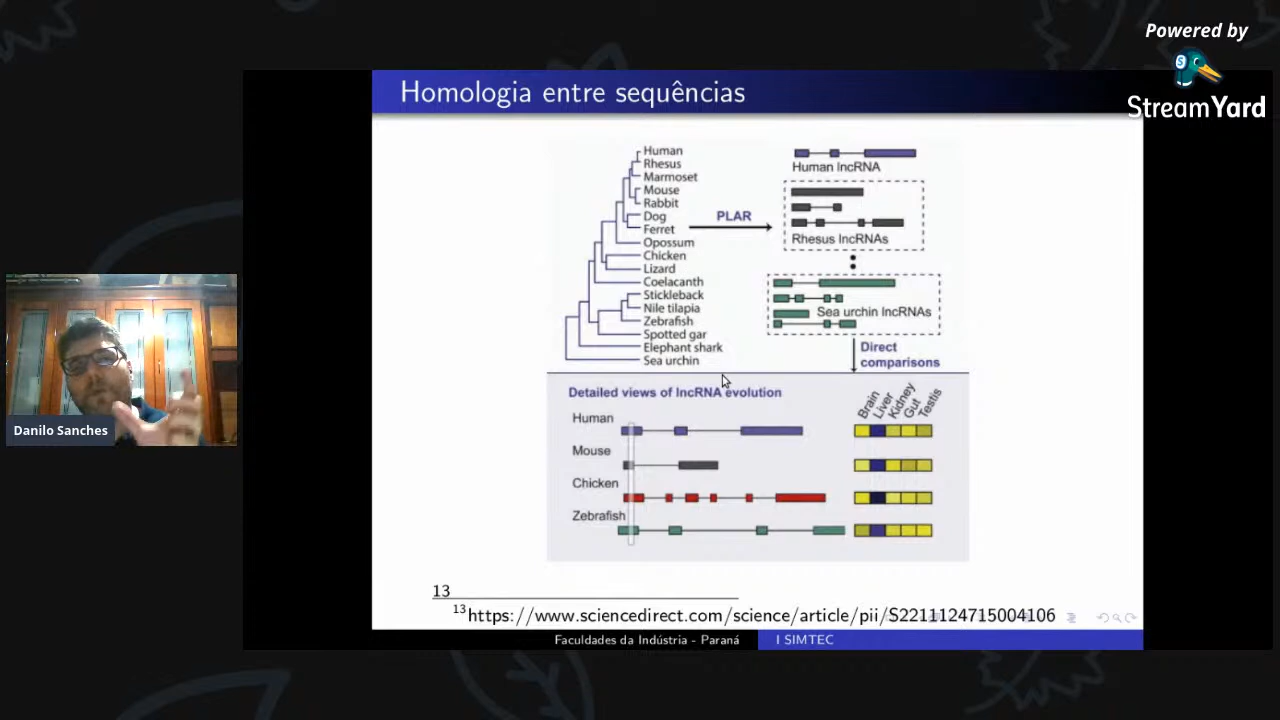 Powered by
StreamYard
Homologia entre sequências
Human
Rhesus
Marmoset
Mouse
Rabbit
Dog
Ferret
Opossum
Chicken
Lizard
Coelacanth
Stickleback
Nile tilapia
Zebrafish
Spotted gar
Elephant shark
Sea urchin
PLAR
Human lncRNA
Rhesus lncRNAs
Sea urchin lncRNAs
Direct
comparisons
Detailed views of lncRNA evolution
Brain
Liver
Kidney
Gut
Testis
Human
Mouse
Chicken
Zebrafish
Danilo Sanches
13
13 https://www.sciencedirect.com/science/article/pii/S2211124715004106
Faculdades da Indústria - Paraná
I SIMTEC